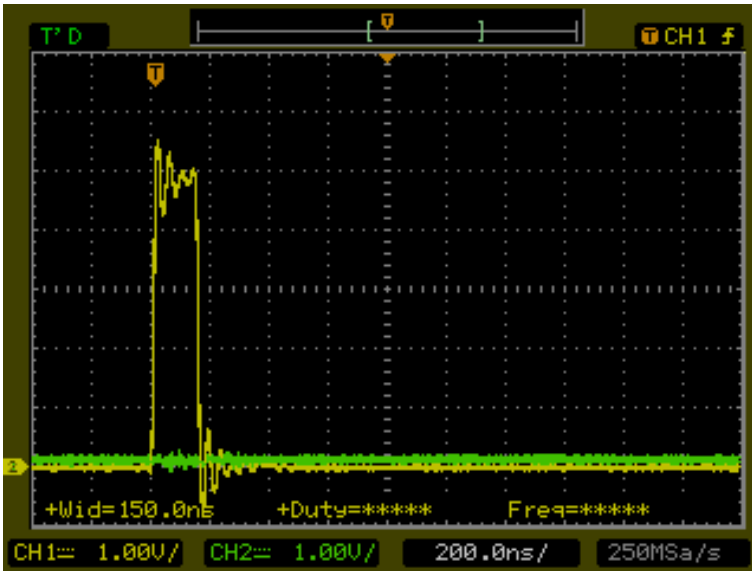 T
T'D T CH1
T
2
+Wid=150.0ns +Duty=***** Freq=*****
CH1 1.00V/ CH2 1.00V/ 200.0ns/ 250MSa/s